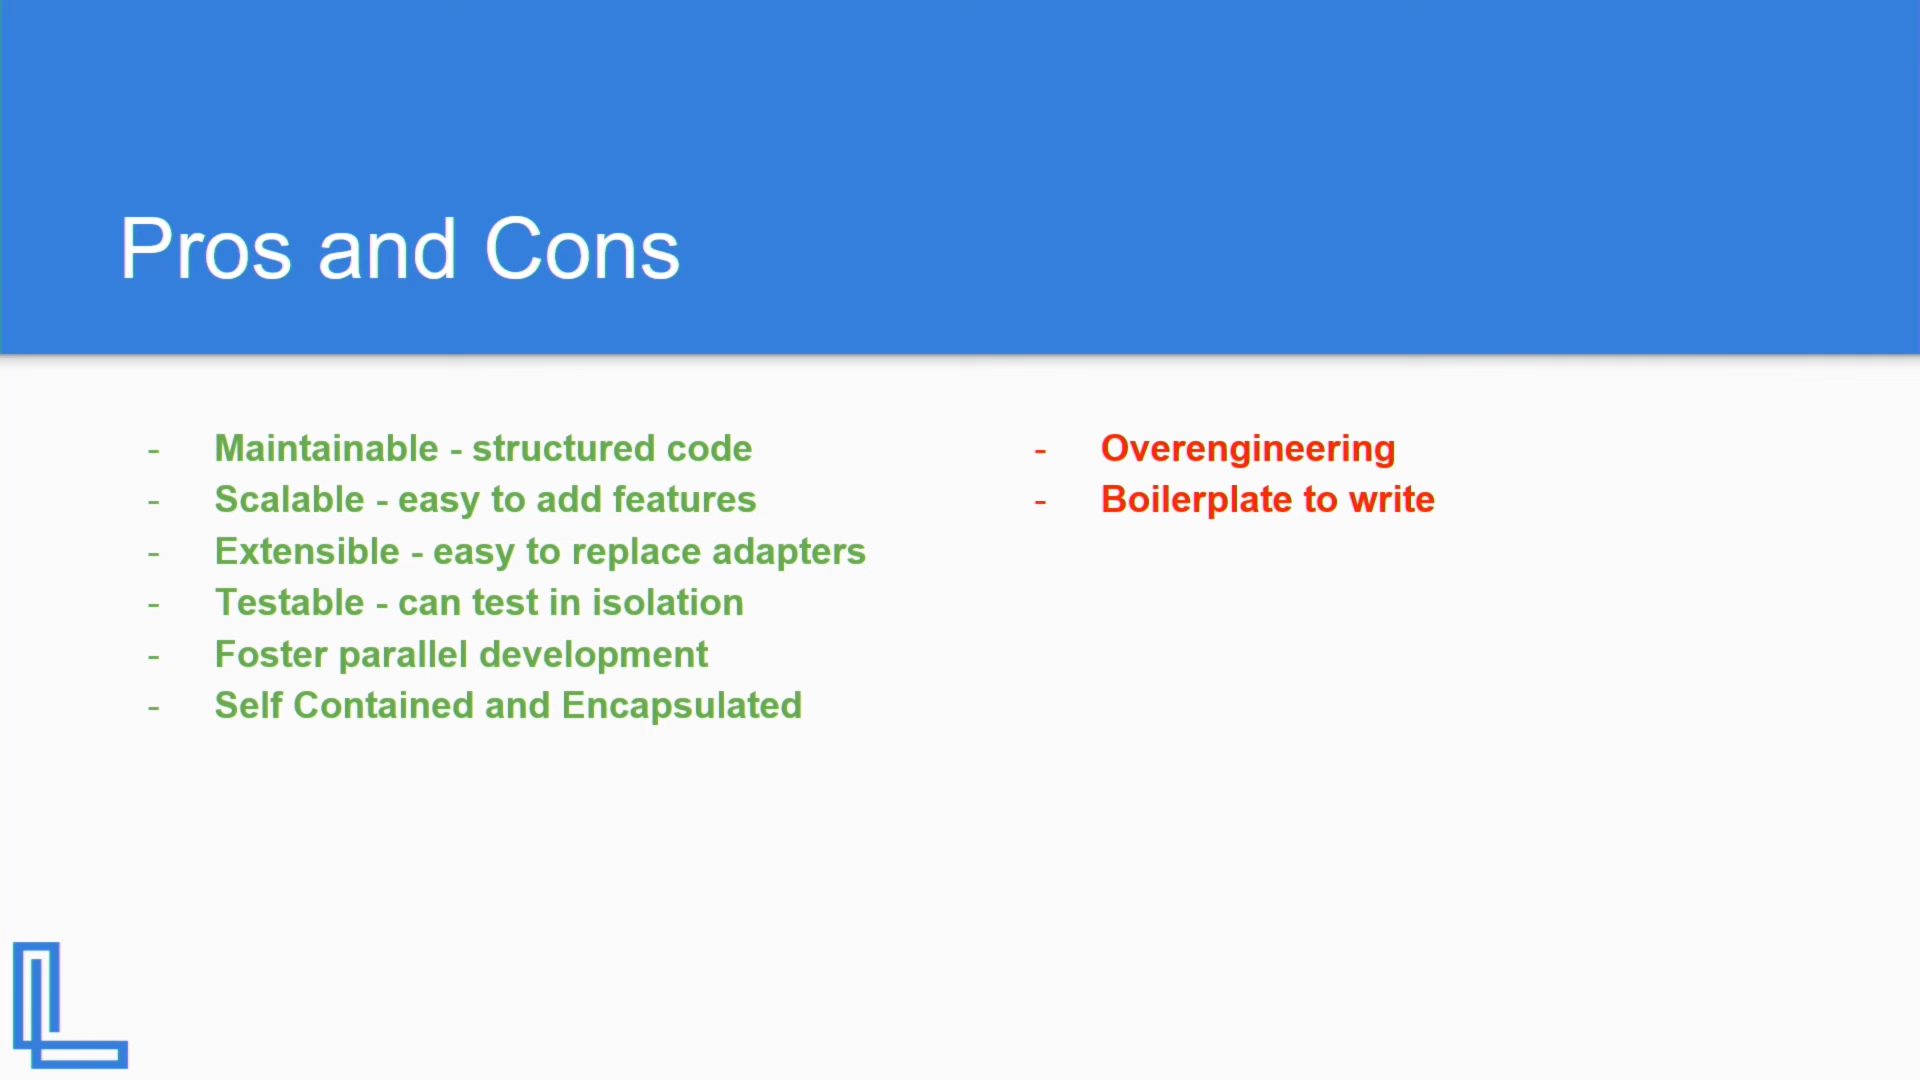 Pros and Cons
- Maintainable - structured code
- Scalable - easy to add features
- Extensible - easy to replace adapters
- Testable - can test in isolation
- Foster parallel development
- Self Contained and Encapsulated
- Overengineering
- Boilerplate to write